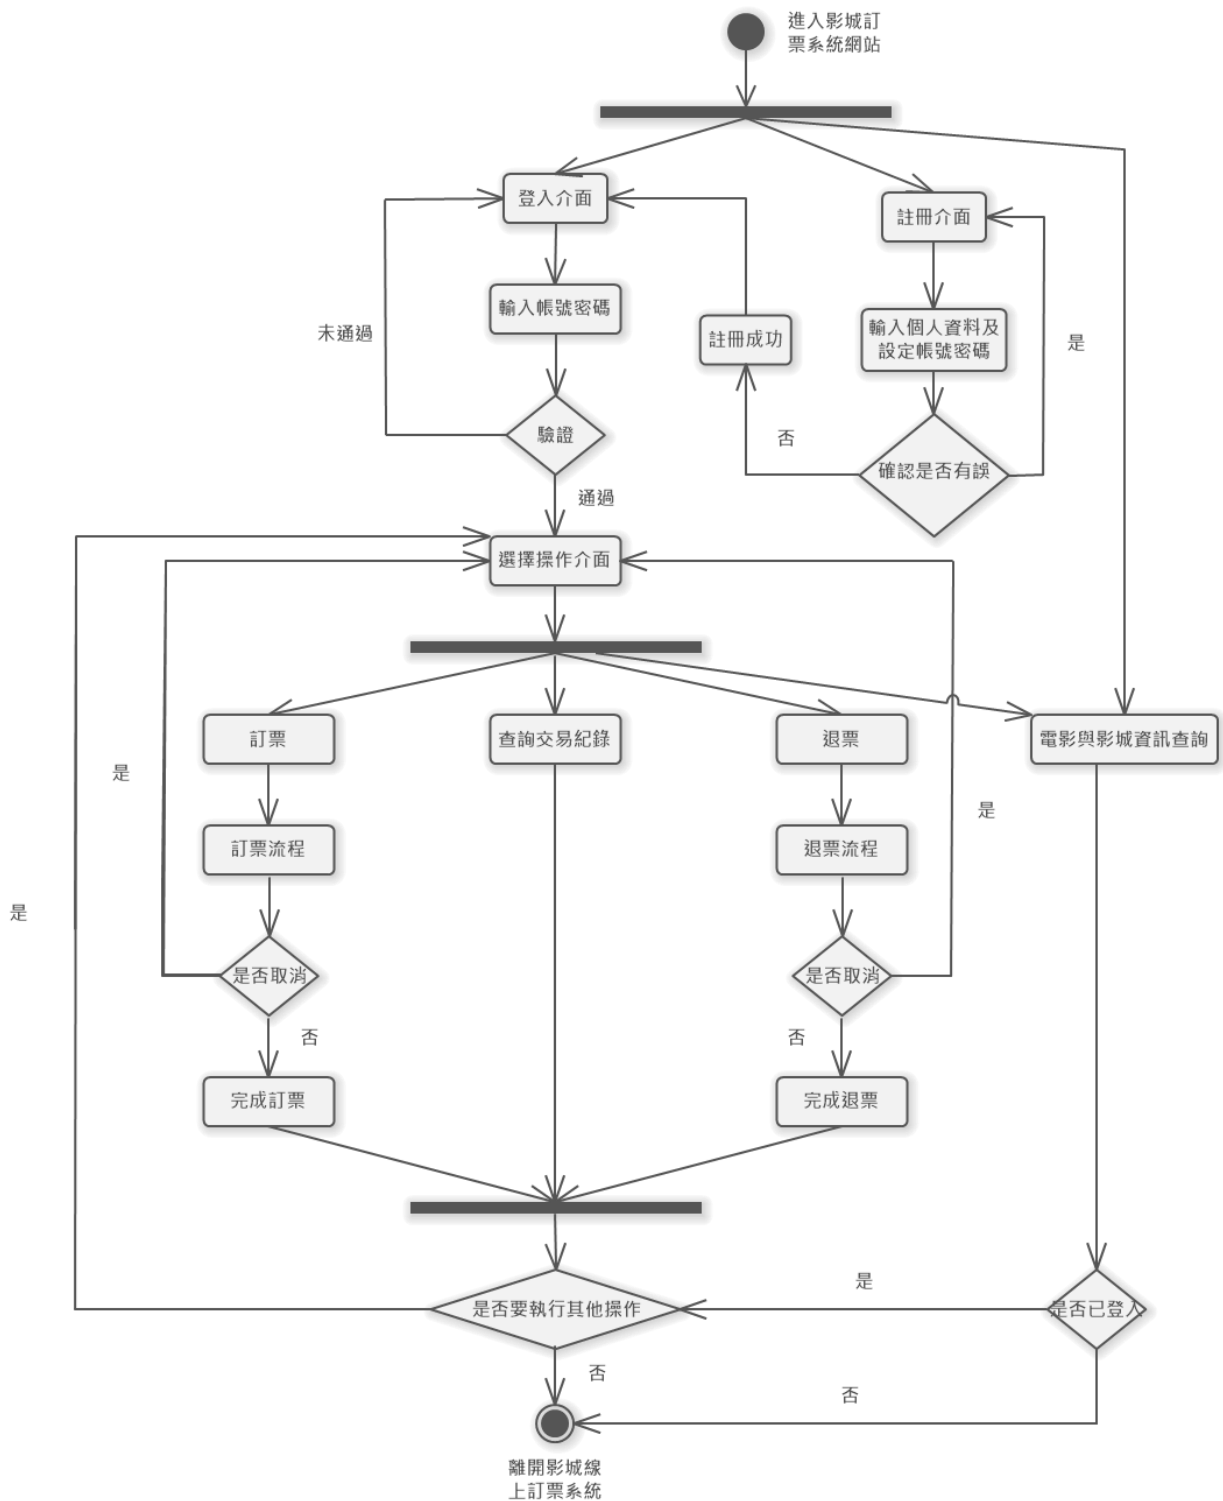 進入影城訂
票系統網站
登入介面
註冊介面
輸入帳號密碼
輸入個人資料及
設定帳號密碼
未通過
註冊成功
是
驗證
否
確認是否有誤
通過
選擇操作介面
訂票
查詢交易紀錄
退票
電影與影城資訊查詢
是
是
訂票流程
退票流程
是
是否取消
是否取消
否
否
完成訂票
完成退票
是
是否要執行其他操作
是否已登入
否
否
離開影城線
上訂票系統